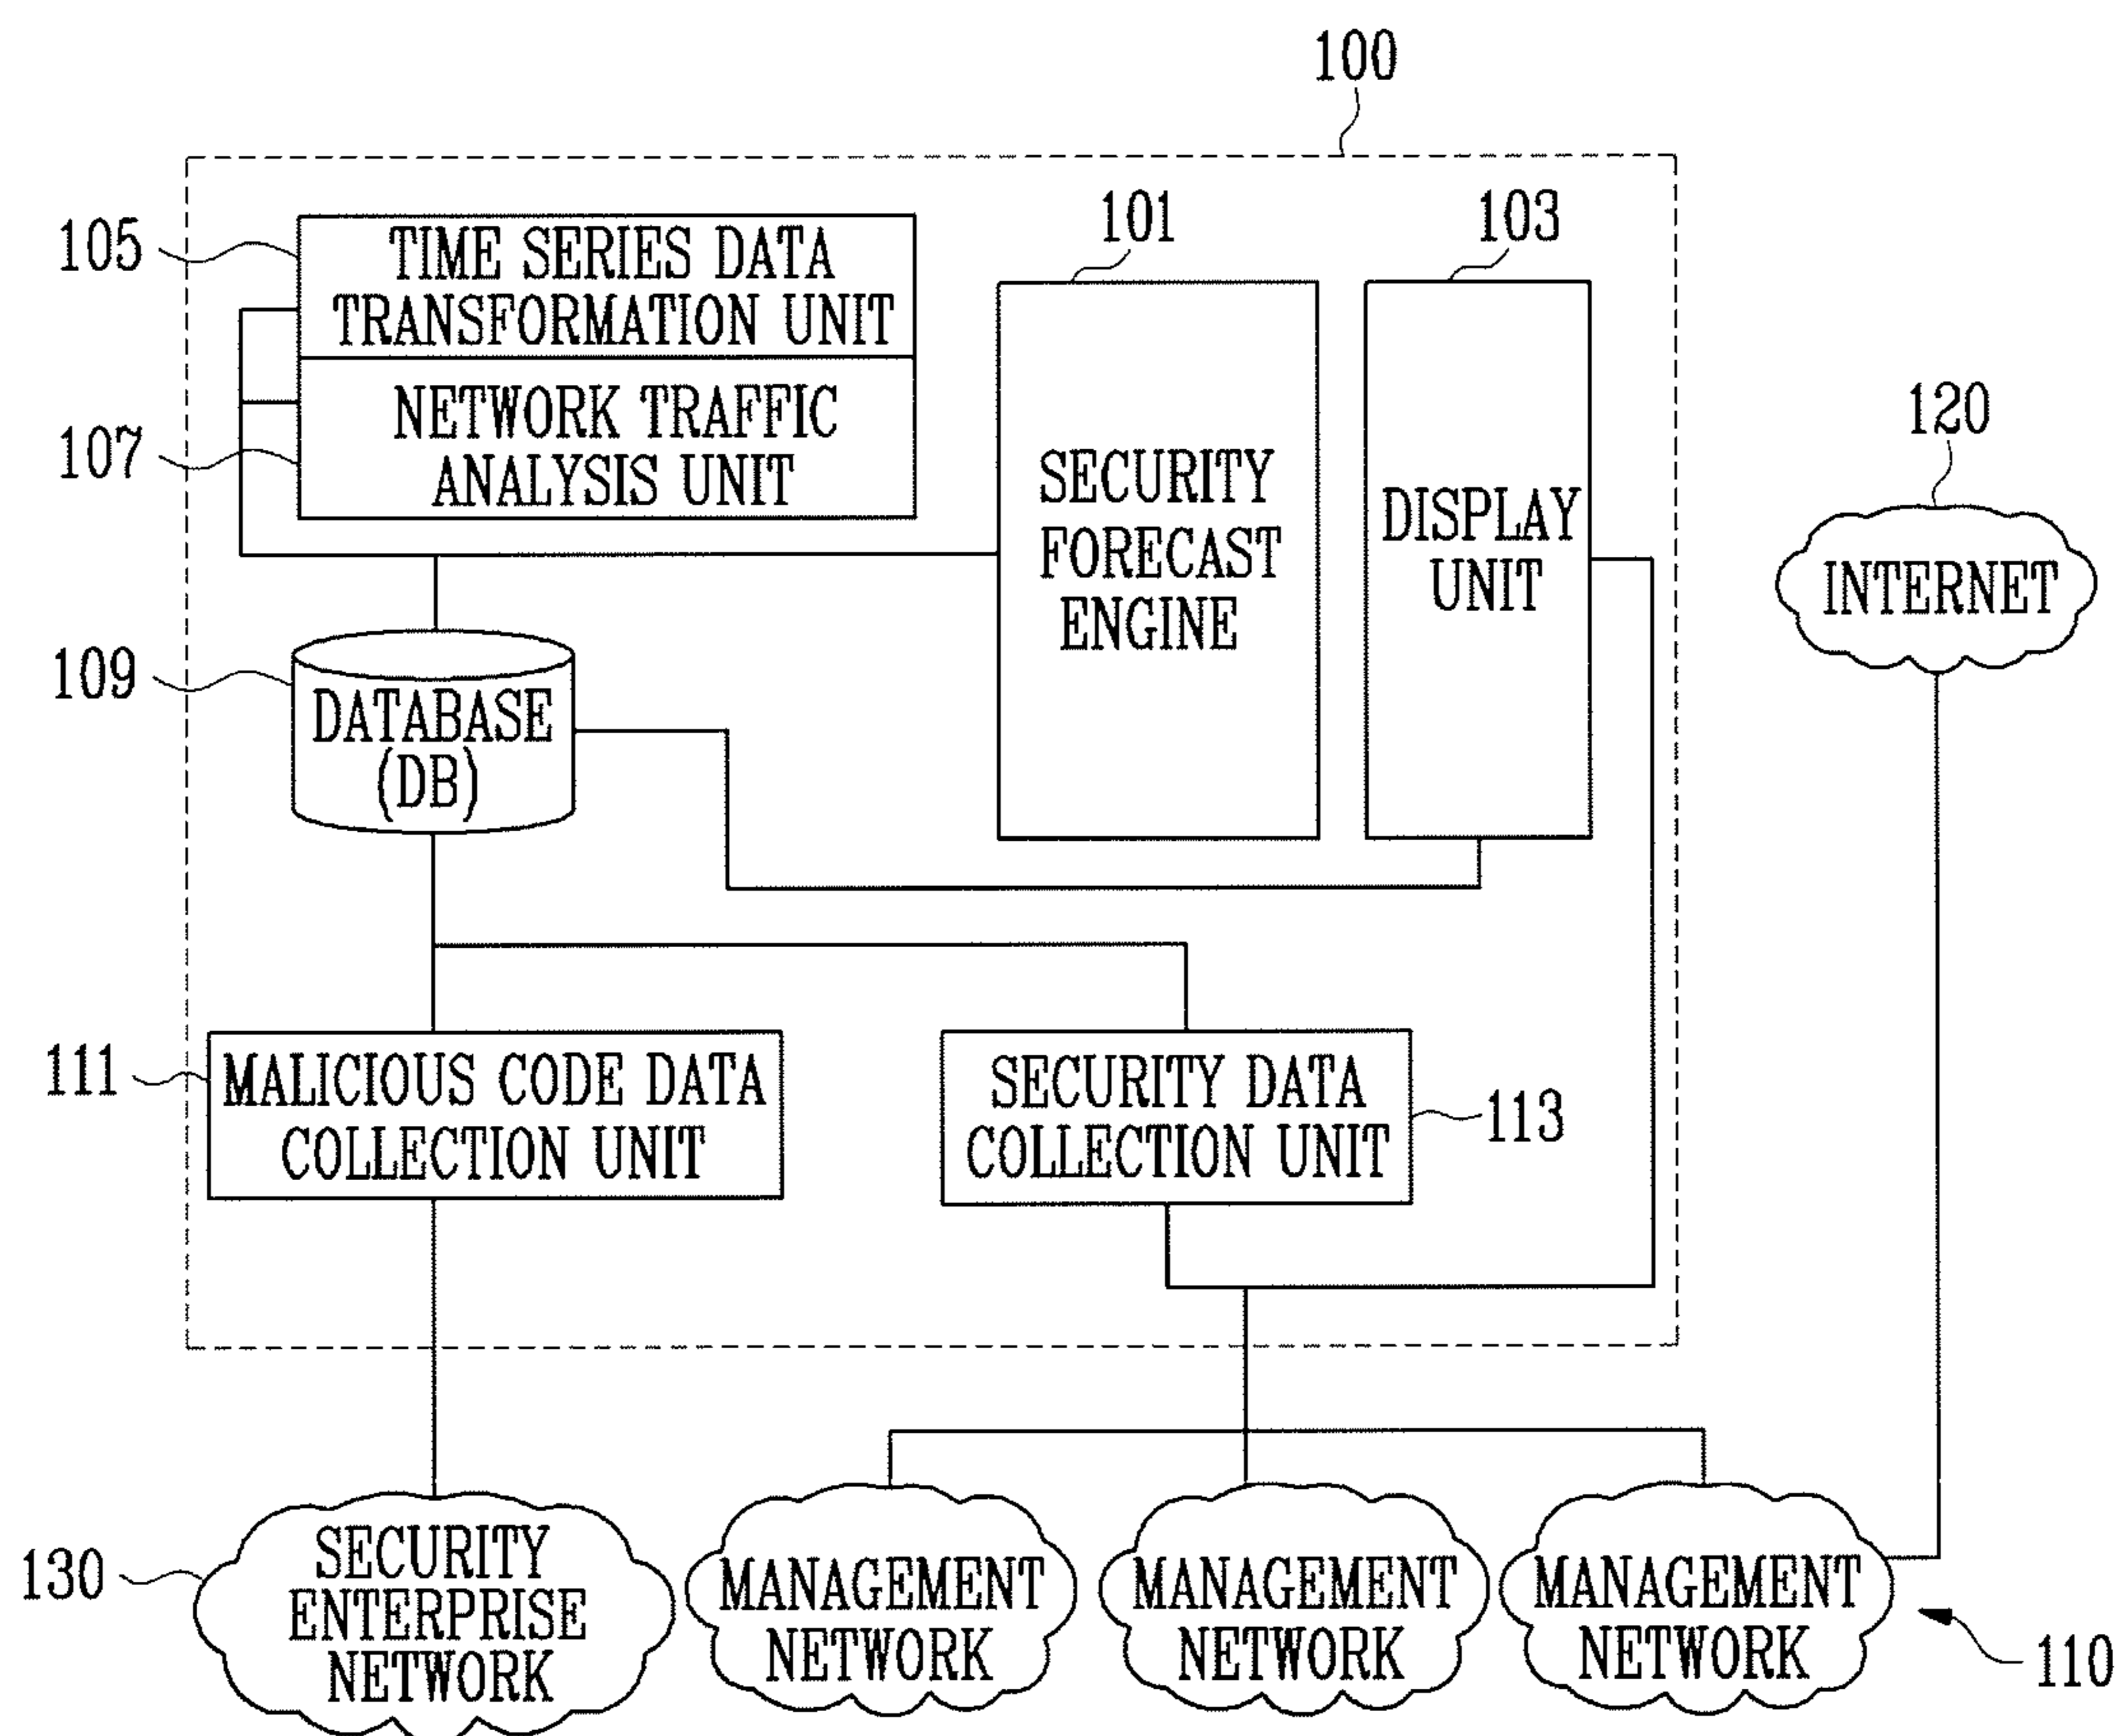 100
101
103
105
TIME SERIES DATA
TRANSFORMATION UNIT
107
NETWORK TRAFFIC
ANALYSIS UNIT
SECURITY
FORECAST
ENGINE
DISPLAY
UNIT
120
INTERNET
109
DATABASE
(DB)
111
MALICIOUS CODE DATA
COLLECTION UNIT
SECURITY DATA
COLLECTION UNIT
113
130
SECURITY
ENTERPRISE
NETWORK
MANAGEMENT
NETWORK
MANAGEMENT
NETWORK
MANAGEMENT
NETWORK
110